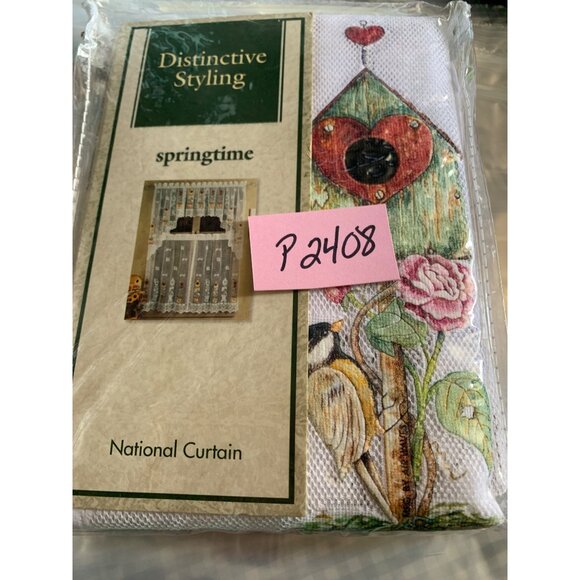 Distinctive
Styling
springtime
P2408
National Curtain